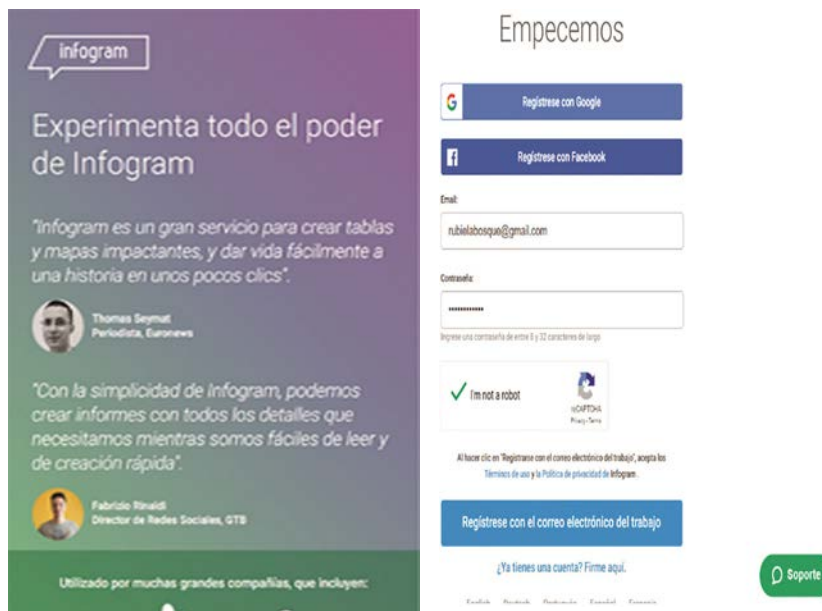 infogram
Experimenta todo el poder
de Infogram
"Infogram es un gran servicio para crear tablas
y mapas impactantes, y dar vida fácilmente a
una historia en unos pocos clics".
Thomas Seymat
Periodista, Euronews
"Con la simplicidad de Infogram, podemos
crear informes con todos los detalles que
necesitamos mientras somos fáciles de leer y
de creación rápida".
Fabrizio Rinaldi
Director de Redes Sociales, GTB
Utilizado por muchas grandes compañías, que incluyen:
Empecemos
G
Regístrese con Google
f
Regístrese con Facebook
Email:
rubielabosque@gmail.com
Contraseña:
••••••••••••
Ingrese una contraseña de entre 8 y 32 caracteres de largo
I'm not a robot
reCAPTCHA
Privacy - Terms
Al hacer clic en "Registrarse con el correo electrónico del trabajo", acepta los
Términos de uso y la Política de privacidad de Infogram .
Regístrese con el correo electrónico del trabajo
¿Ya tienes una cuenta? Firme aquí.
Soporte